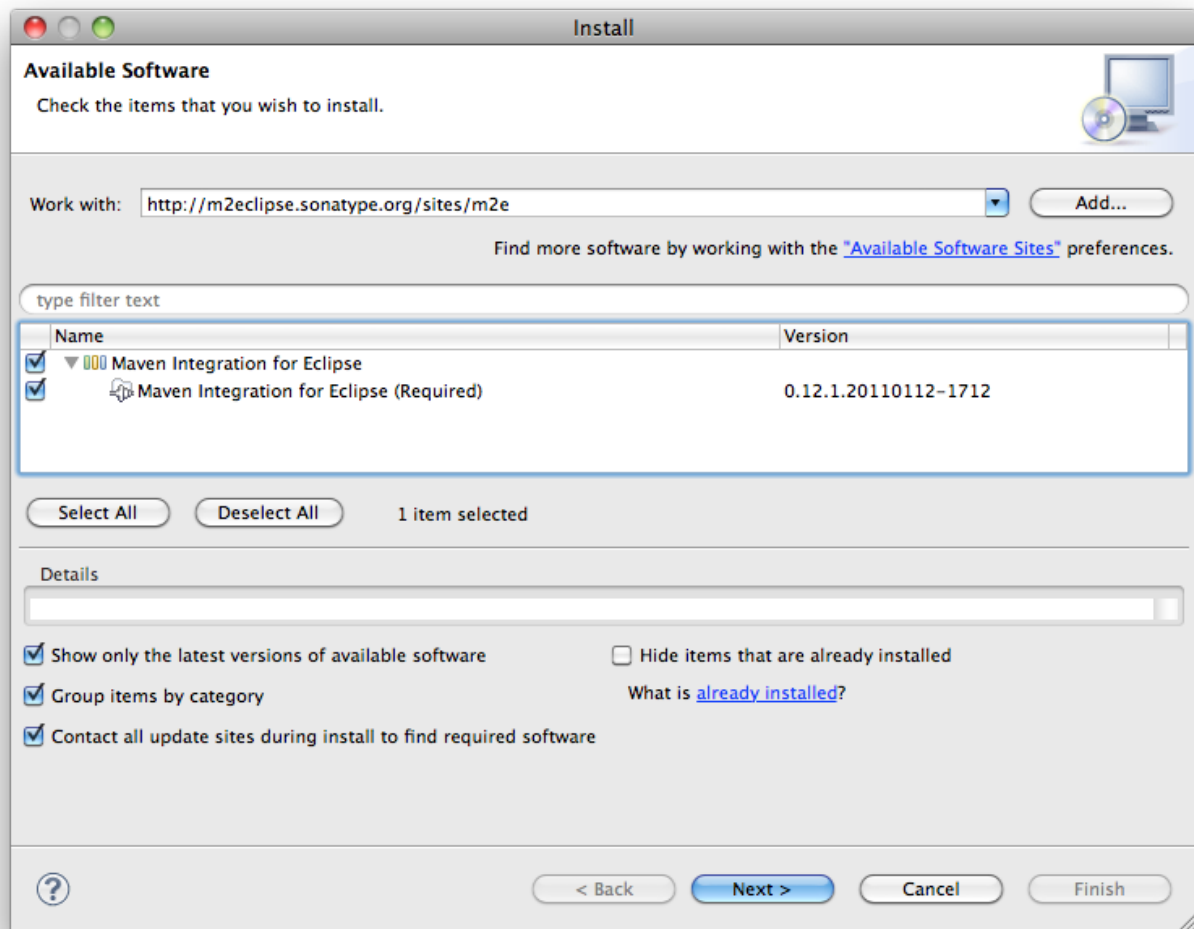 Install
Available Software
Check the items that you wish to install.
Work with: http://m2eclipse.sonatype.org/sites/m2e Add...
Find more software by working with the "Available Software Sites" preferences.
type filter text
Name Version
Maven Integration for Eclipse
Maven Integration for Eclipse (Required) 0.12.1.20110112-1712
Select All Deselect All 1 item selected
Details
Show only the latest versions of available software Hide items that are already installed
Group items by category What is already installed?
Contact all update sites during install to find required software
? < Back Next > Cancel Finish